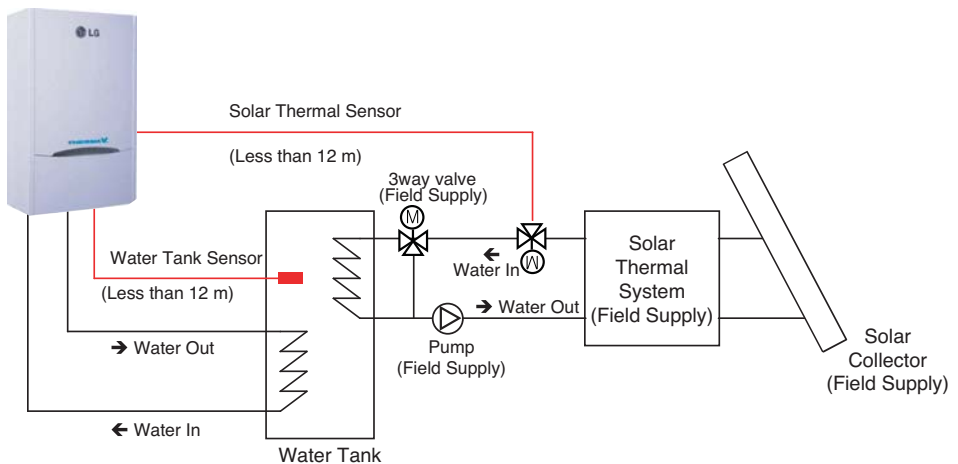 LG
THERMA V
Solar Thermal Sensor
(Less than 12 m)
3way valve
(Field Supply)
M
M
Water In
Water Tank Sensor
(Less than 12 m)
Solar
Thermal
System
(Field Supply)
➔ Water Out
Pump
(Field Supply)
Solar
Collector
(Field Supply)
➔ Water Out
Water In
Water Tank